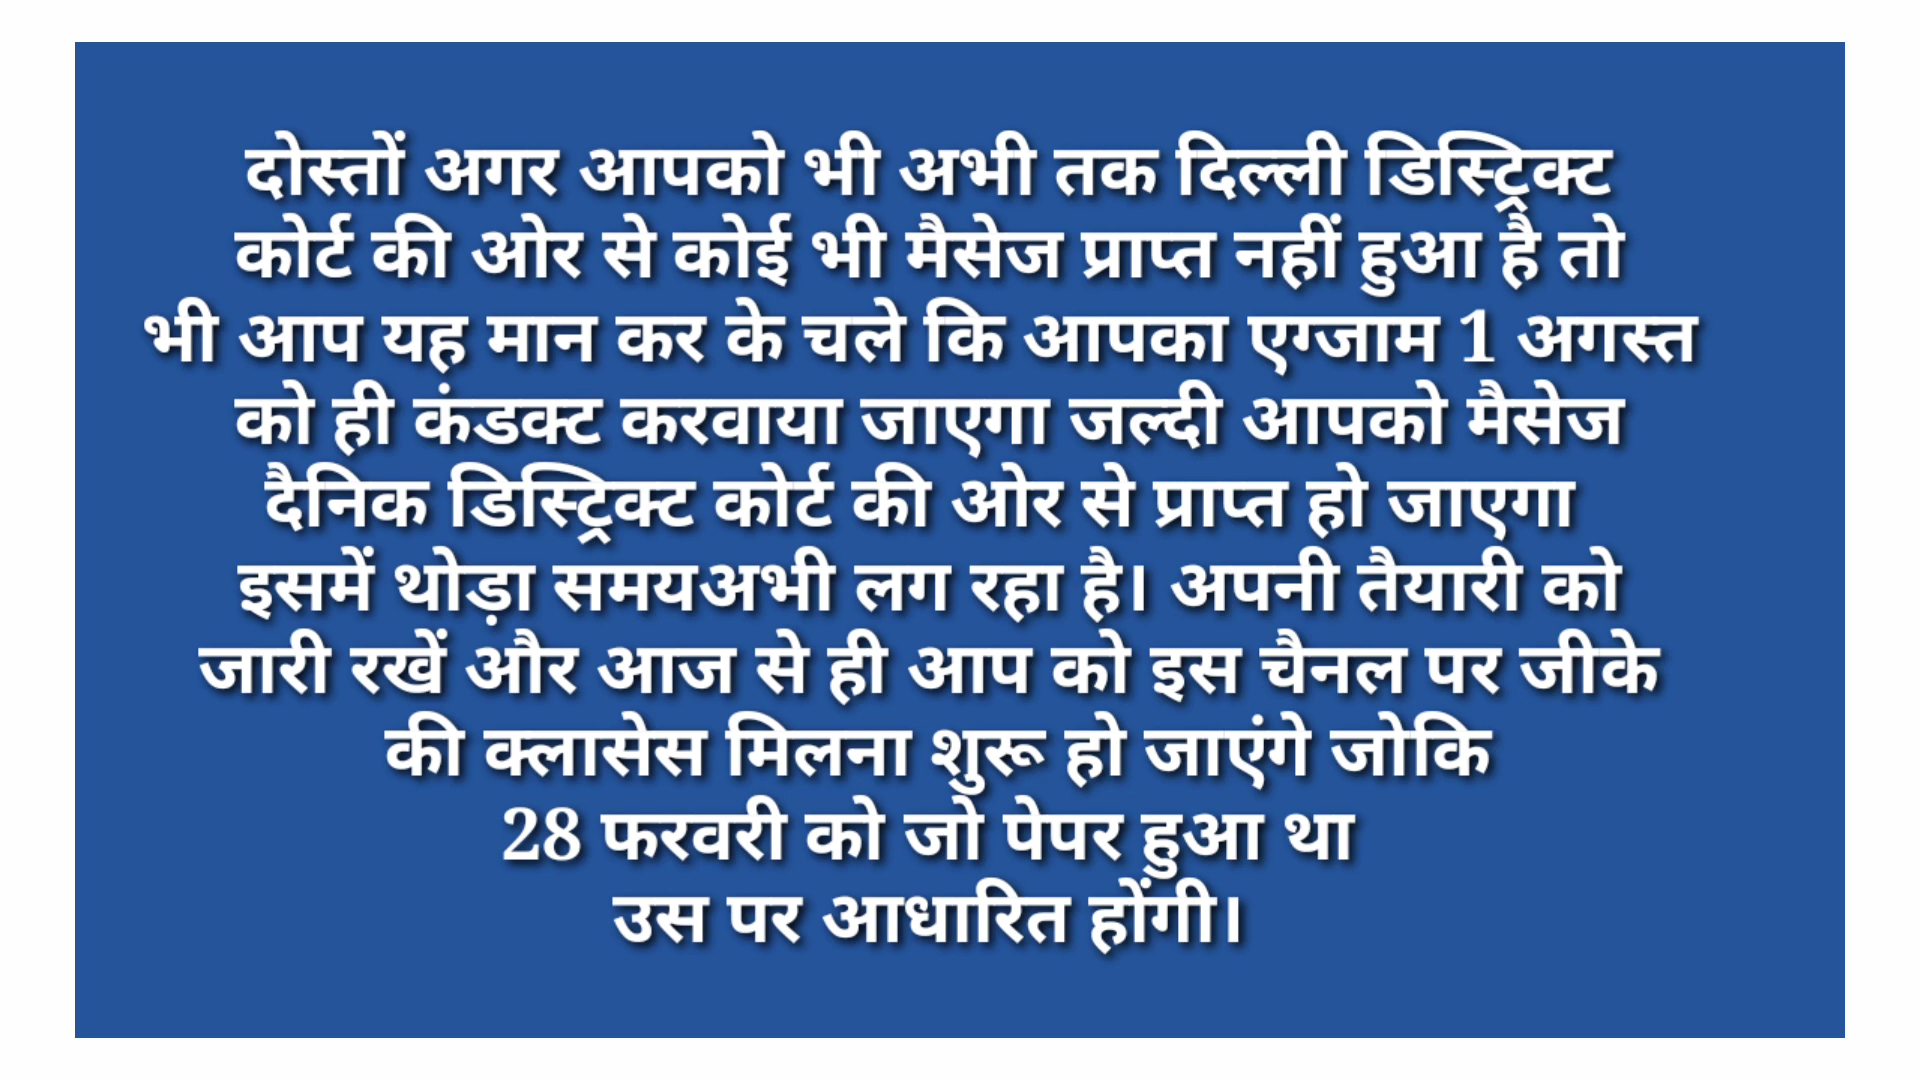 दोस्तों अगर आपको भी अभी तक दिल्ली डिस्ट्रिक्ट
कोर्ट की ओर से कोई भी मैसेज प्राप्त नहीं हुआ है तो
भी आप यह मान कर के चले कि आपका एग्जाम 1 अगस्त
को ही कंडक्ट करवाया जाएगा जल्दी आपको मैसेज
दैनिक डिस्ट्रिक्ट कोर्ट की ओर से प्राप्त हो जाएगा
इसमें थोड़ा समयअभी लग रहा है। अपनी तैयारी को
जारी रखें और आज से ही आप को इस चैनल पर जीके
की क्लासेस मिलना शुरू हो जाएंगे जोकि
28 फरवरी को जो पेपर हुआ था
उस पर आधारित होंगी।